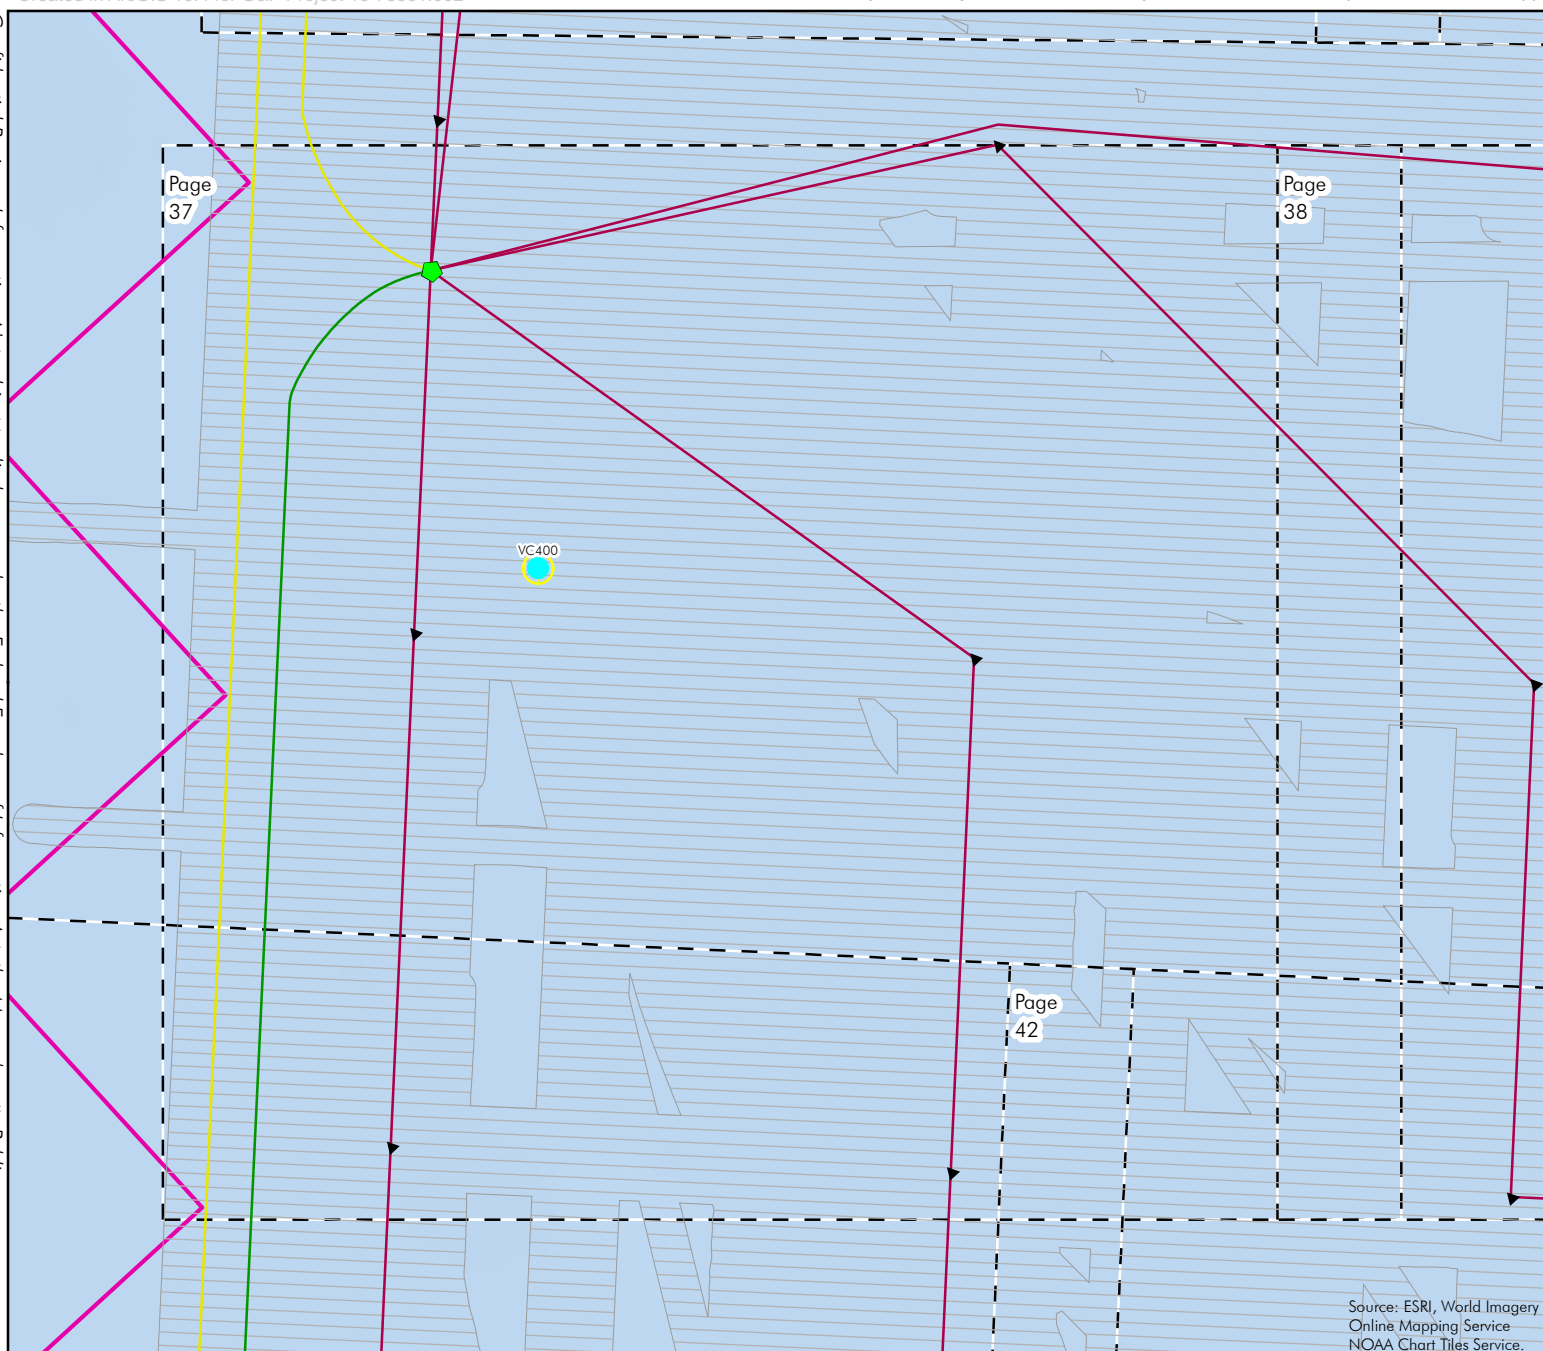 Page
37
Page
38
VC400
Page
42
Source: ESRI, World Imagery
Online Mapping Service
NOAA Chart Tiles Service.